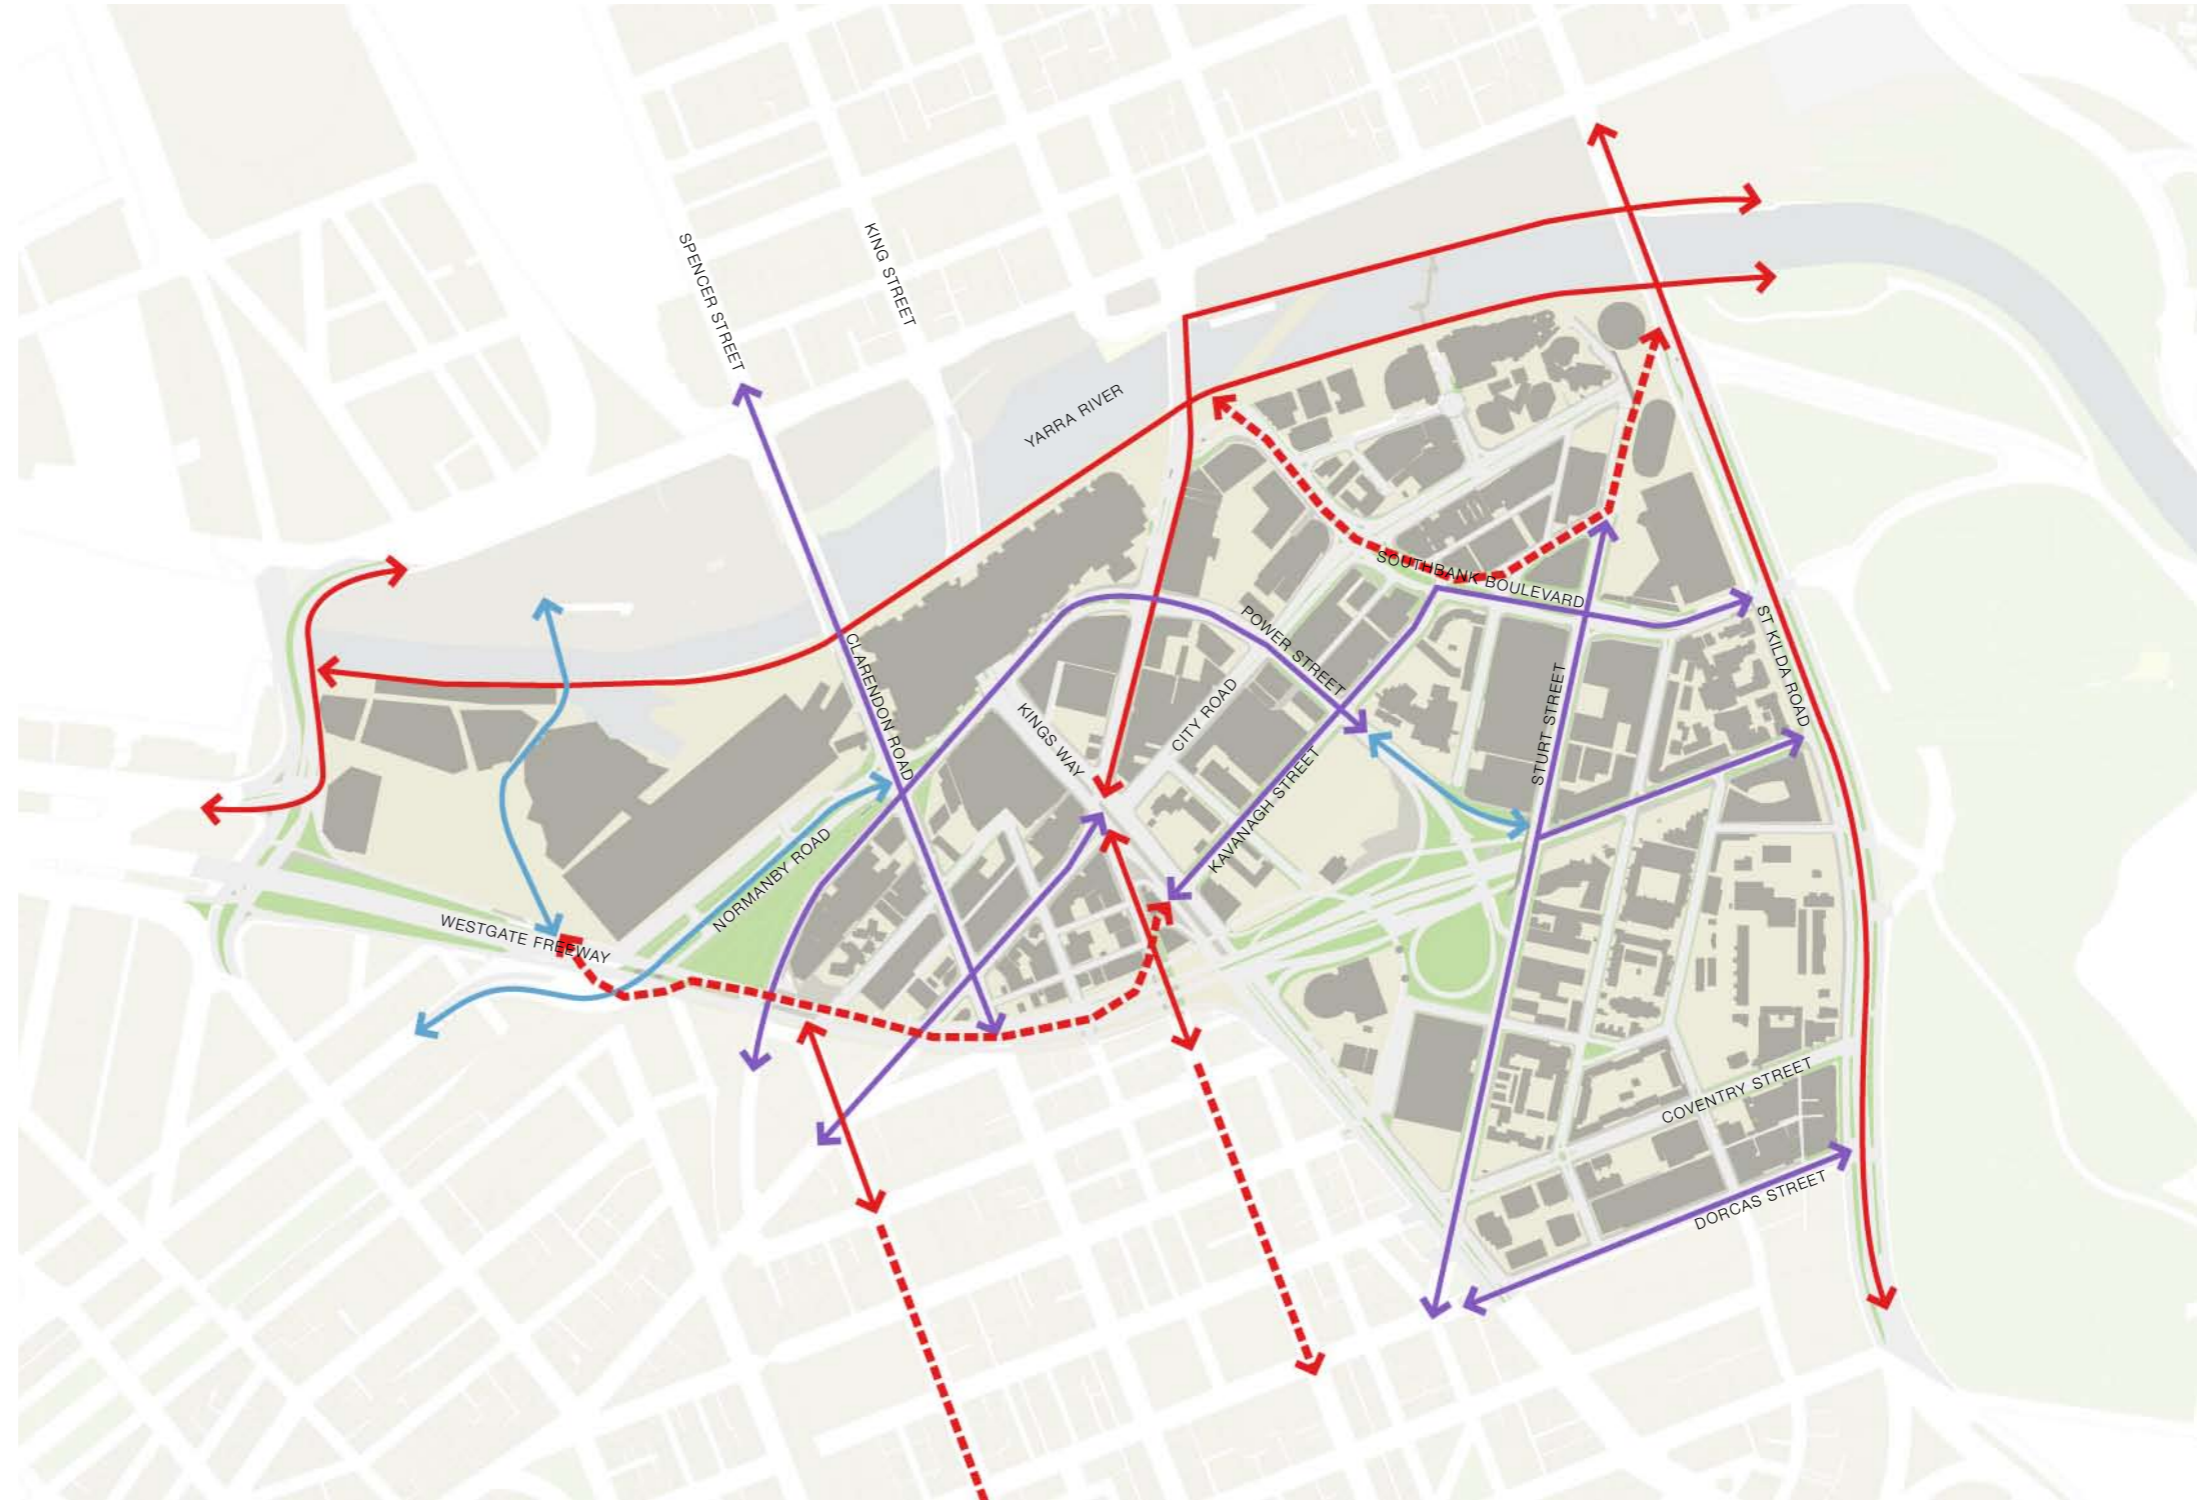 SPENCER STREET
KING STREET
YARRA RIVER
SOUTHBANK BOULEVARD
POWER STREET
ST KILDA ROAD
CLARENDON ROAD
KINGS WAY
CITY ROAD
STURT STREET
KAVANAGH STREET
NORMANBY ROAD
WESTGATE FREEWAY
COVENTRY STREET
DORCAS STREET